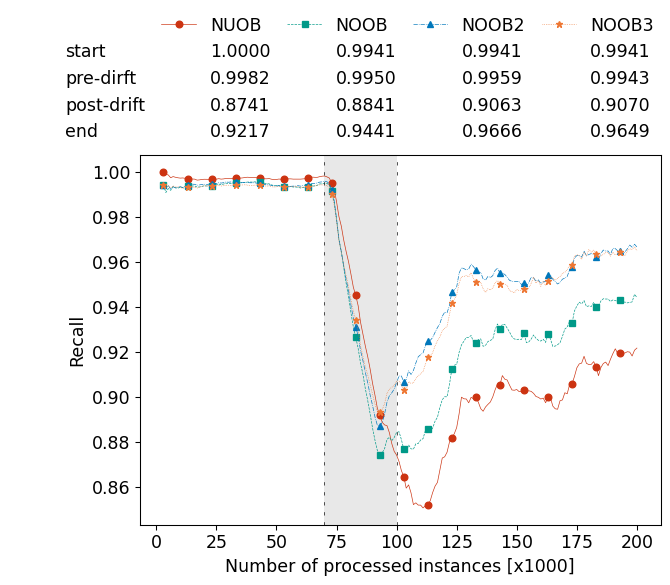 NUOB NOOB NOOB2 NOOB3
start 1.0000 0.9941 0.9941 0.9941
pre-dirft 0.9982 0.9950 0.9959 0.9943
post-drift 0.8741 0.8841 0.9063 0.9070
end 0.9217 0.9441 0.9666 0.9649
1.00
0.98
0.96
0.94
0.92
0.90
0.88
0.86
Recall
0 25 50 75 100 125 150 175 200
Number of processed instances [x1000]